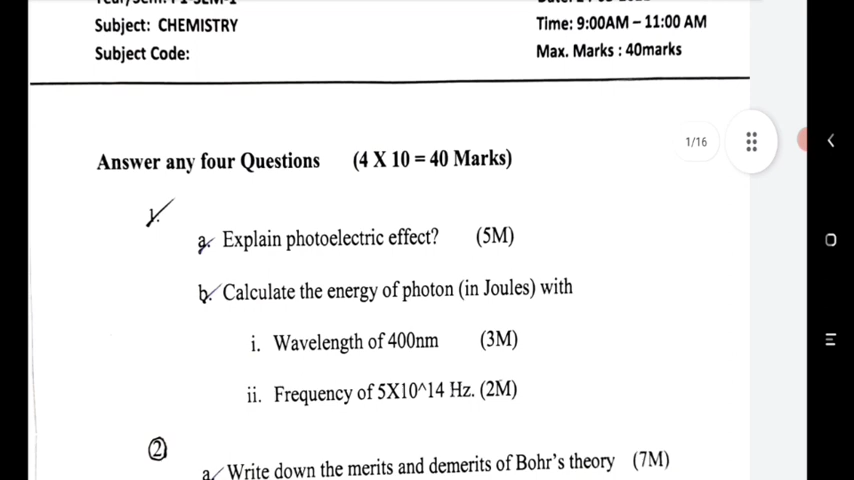 Subject: CHEMISTRY
Time: 9:00AM – 11:00 AM
Subject Code:
Max. Marks : 40marks
1/16
Answer any four Questions (4 X 10 = 40 Marks)
1.
a. Explain photoelectric effect? (5M)
b. Calculate the energy of photon (in Joules) with
i. Wavelength of 400nm (3M)
ii. Frequency of 5X10^14 Hz. (2M)
2
a. Write down the merits and demerits of Bohr's theory (7M)